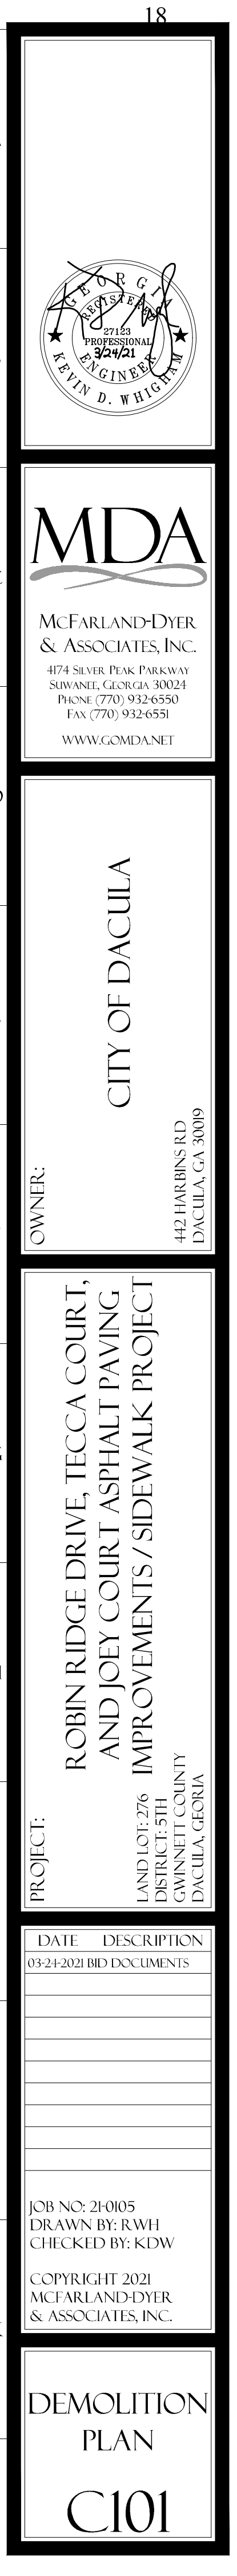 18
GEORGIA
REGISTERED
27123
PROFESSIONAL
3/24/21
ENGINEER
KEVIN D. WHIGHAM
MDA
McFarland-Dyer
& Associates, Inc.
4174 Silver Peak Parkway
Suwanee, Georgia 30024
Phone (770) 932-6550
Fax (770) 932-6551
WWW.GOMDA.NET
OWNER:
CITY OF DACULA
442 HARBINS RD
DACULA, GA 30019
PROJECT:
ROBIN RIDGE DRIVE, TECCA COURT,
AND JOEY COURT ASPHALT PAVING
IMPROVEMENTS / SIDEWALK PROJECT
LAND LOT: 276
DISTRICT: 5TH
GWINNETT COUNTY
DACULA, GEORIA
DATE DESCRIPTION
03-24-2021 BID DOCUMENTS
JOB NO: 21-0105
DRAWN BY: RWH
CHECKED BY: KDW
COPYRIGHT 2021
MCFARLAND-DYER
& ASSOCIATES, INC.
DEMOLITION
PLAN
C101